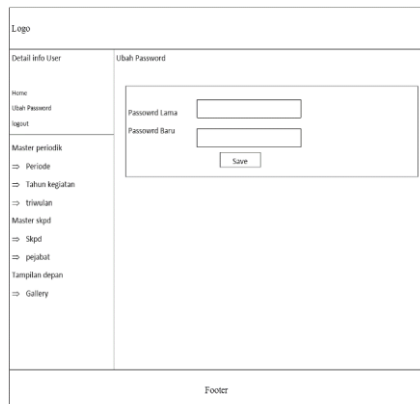 Logo
Detail info User
Home
Ubah Password
logout
Master periodik
⇒ Periode
⇒ Tahun kegiatan
⇒ triwulan
Master skpd
⇒ Skpd
⇒ pejabat
Tampilan depan
⇒ Gallery
Ubah Password
Passowrd Lama
Passowrd Baru
Save
Footer